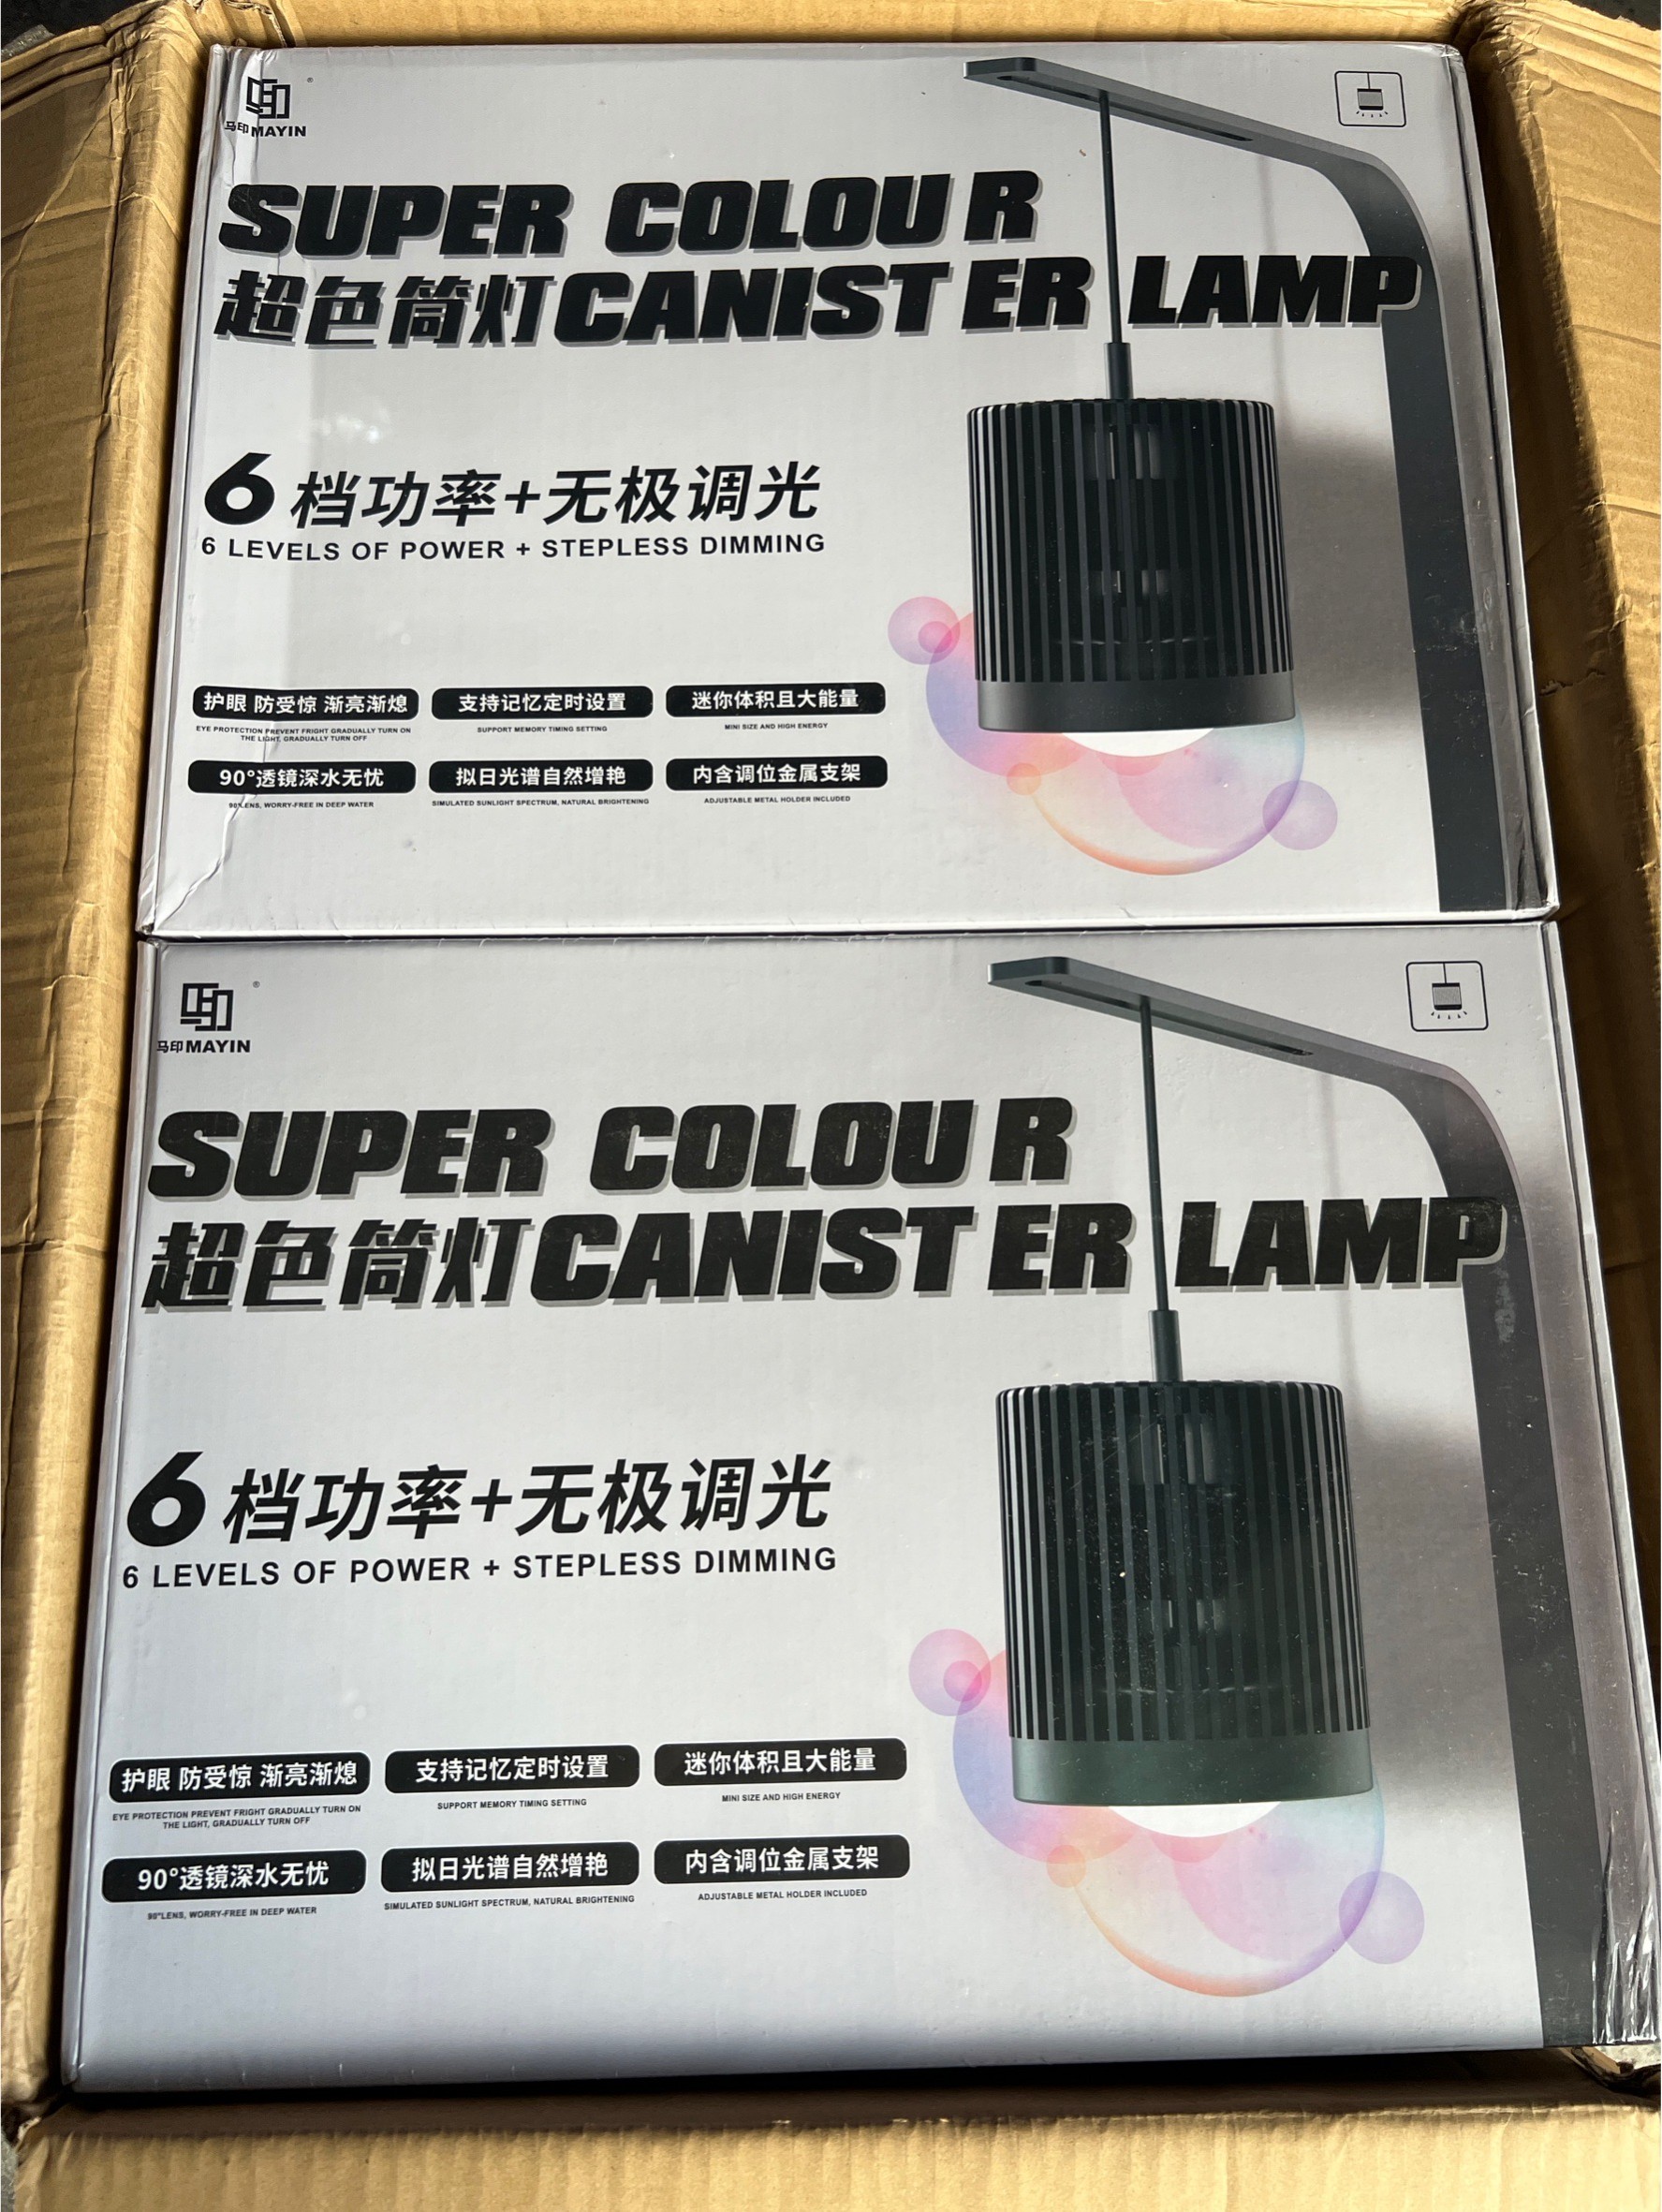 马印MAYIN
SUPER COLOUR
超色筒灯CANISTER LAMP
6档功率+无极调光
6 LEVELS OF POWER + STEPLESS DIMMING
护眼 防受惊 渐亮渐熄
支持记忆定时设置
迷你体积且大能量
EYE PROTECTION PREVENT FRIGHT GRADUALLY TURN ON
THE LIGHT, GRADUALLY TURN OFF
SUPPORT MEMORY TIMING SETTING
MINI SIZE AND HIGH ENERGY
90°透镜深水无忧
拟日光谱自然增艳
内含调位金属支架
90°LENS, WORRY-FREE IN DEEP WATER
SIMULATED SUNLIGHT SPECTRUM, NATURAL BRIGHTENING
ADJUSTABLE METAL HOLDER INCLUDED
马印MAYIN
SUPER COLOUR
超色筒灯CANISTER LAMP
6档功率+无极调光
6 LEVELS OF POWER + STEPLESS DIMMING
护眼 防受惊 渐亮渐熄
支持记忆定时设置
迷你体积且大能量
EYE PROTECTION PREVENT FRIGHT GRADUALLY TURN ON
THE LIGHT, GRADUALLY TURN OFF
SUPPORT MEMORY TIMING SETTING
MINI SIZE AND HIGH ENERGY
90°透镜深水无忧
拟日光谱自然增艳
内含调位金属支架
90°LENS, WORRY-FREE IN DEEP WATER
SIMULATED SUNLIGHT SPECTRUM, NATURAL BRIGHTENING
ADJUSTABLE METAL HOLDER INCLUDED